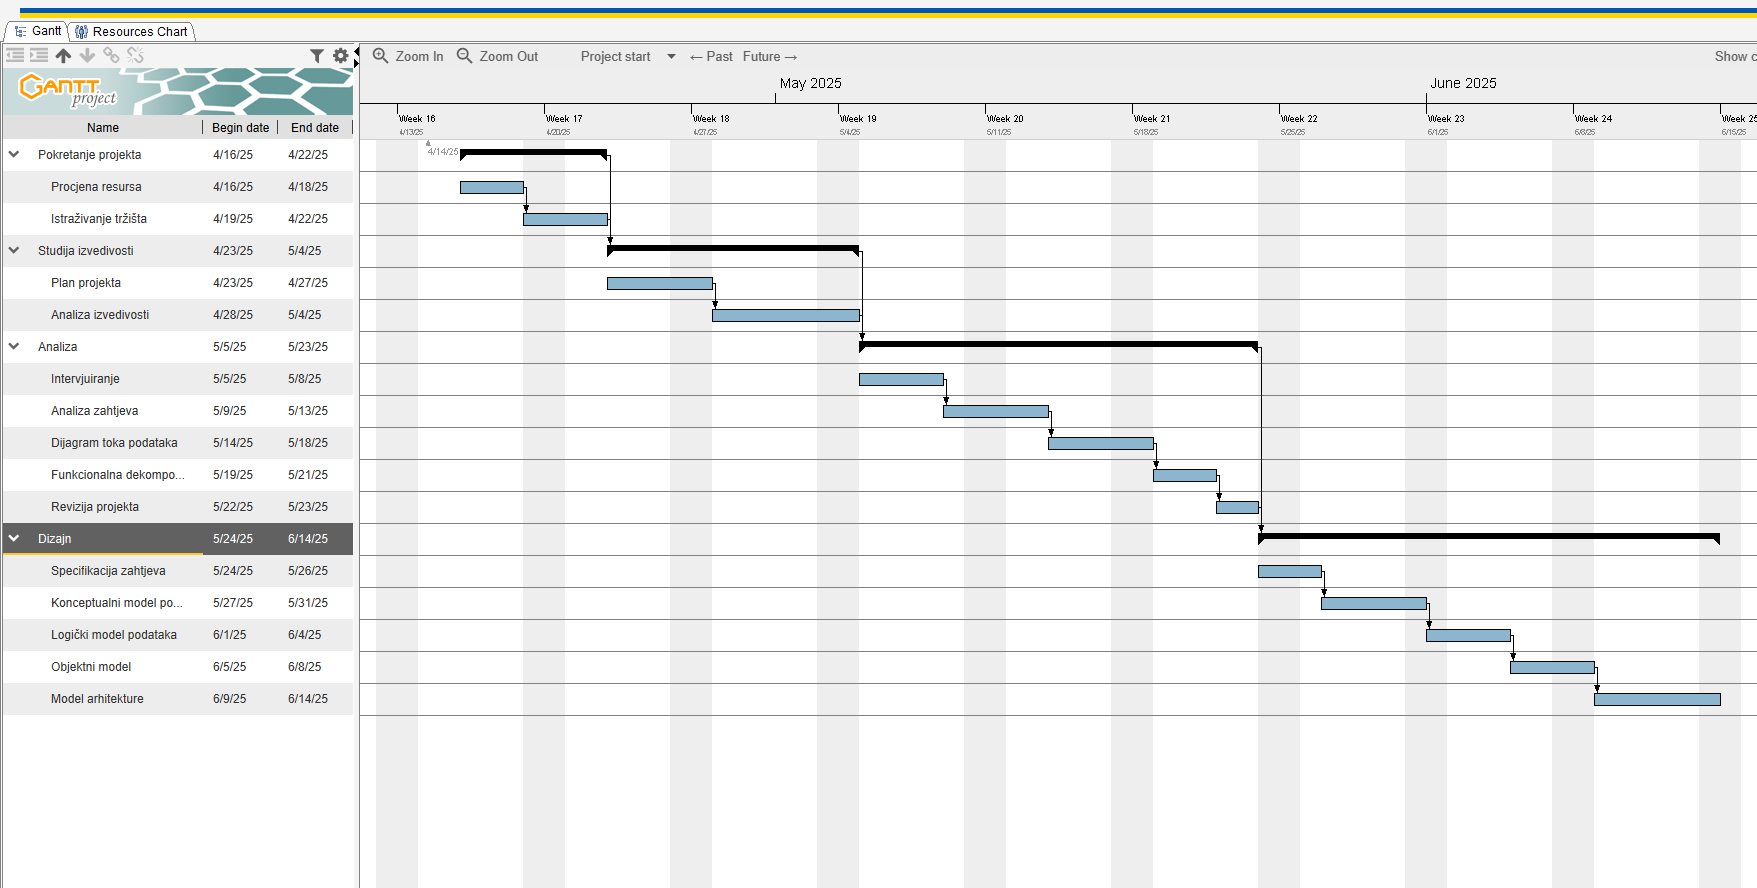 Gantt Resources Chart
Zoom In Zoom Out Project start ← Past Future → Show c
GANTT project
May 2025 June 2025
Week 16 Week 17 Week 18 Week 19 Week 20 Week 21 Week 22 Week 23 Week 24 Week 25
4/13/25 4/20/25 4/27/25 5/4/25 5/11/25 5/18/25 5/25/25 6/1/25 6/8/25 6/15/25
Name Begin date End date
Pokretanje projekta 4/16/25 4/22/25 4/14/25
Procjena resursa 4/16/25 4/18/25
Istraživanje tržišta 4/19/25 4/22/25
Studija izvedivosti 4/23/25 5/4/25
Plan projekta 4/23/25 4/27/25
Analiza izvedivosti 4/28/25 5/4/25
Analiza 5/5/25 5/23/25
Intervjuiranje 5/5/25 5/8/25
Analiza zahtjeva 5/9/25 5/13/25
Dijagram toka podataka 5/14/25 5/18/25
Funkcionalna dekompo... 5/19/25 5/21/25
Revizija projekta 5/22/25 5/23/25
Dizajn 5/24/25 6/14/25
Specifikacija zahtjeva 5/24/25 5/26/25
Konceptualni model po... 5/27/25 5/31/25
Logički model podataka 6/1/25 6/4/25
Objektni model 6/5/25 6/8/25
Model arhitekture 6/9/25 6/14/25